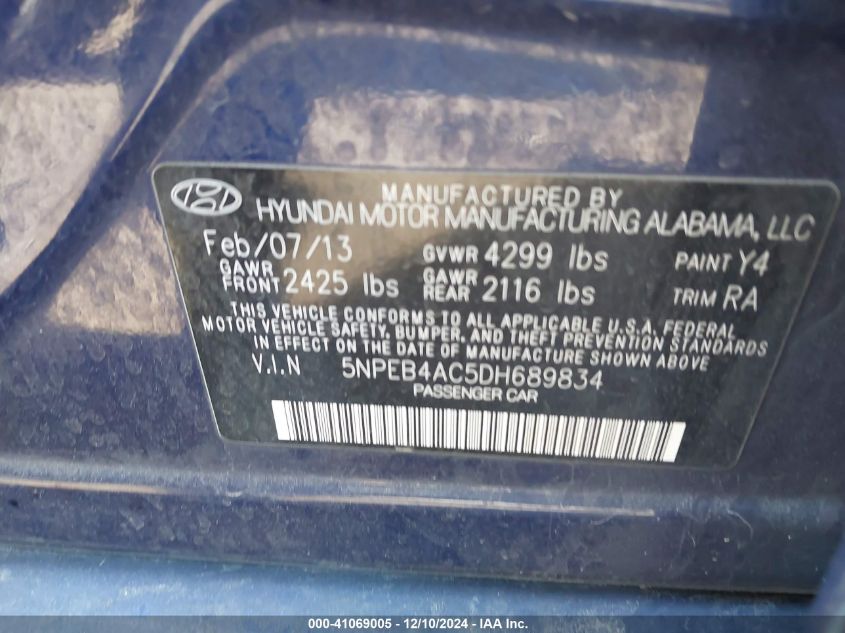 MANUFACTURED BY
HYUNDAI MOTOR MANUFACTURING ALABAMA, LLC
Feb/07/13 GVWR 4299 lbs PAINT Y4
GAWR FRONT 2425 lbs GAWR REAR 2116 lbs TRIM RA
THIS VEHICLE CONFORMS TO ALL APPLICABLE U.S.A. FEDERAL
MOTOR VEHICLE SAFETY, BUMPER, AND THEFT PREVENTION STANDARDS
IN EFFECT ON THE DATE OF MANUFACTURE SHOWN ABOVE
V.I.N 5NPEB4AC5DH689834
PASSENGER CAR
000-41069005 - 12/10/2024 - IAA Inc.